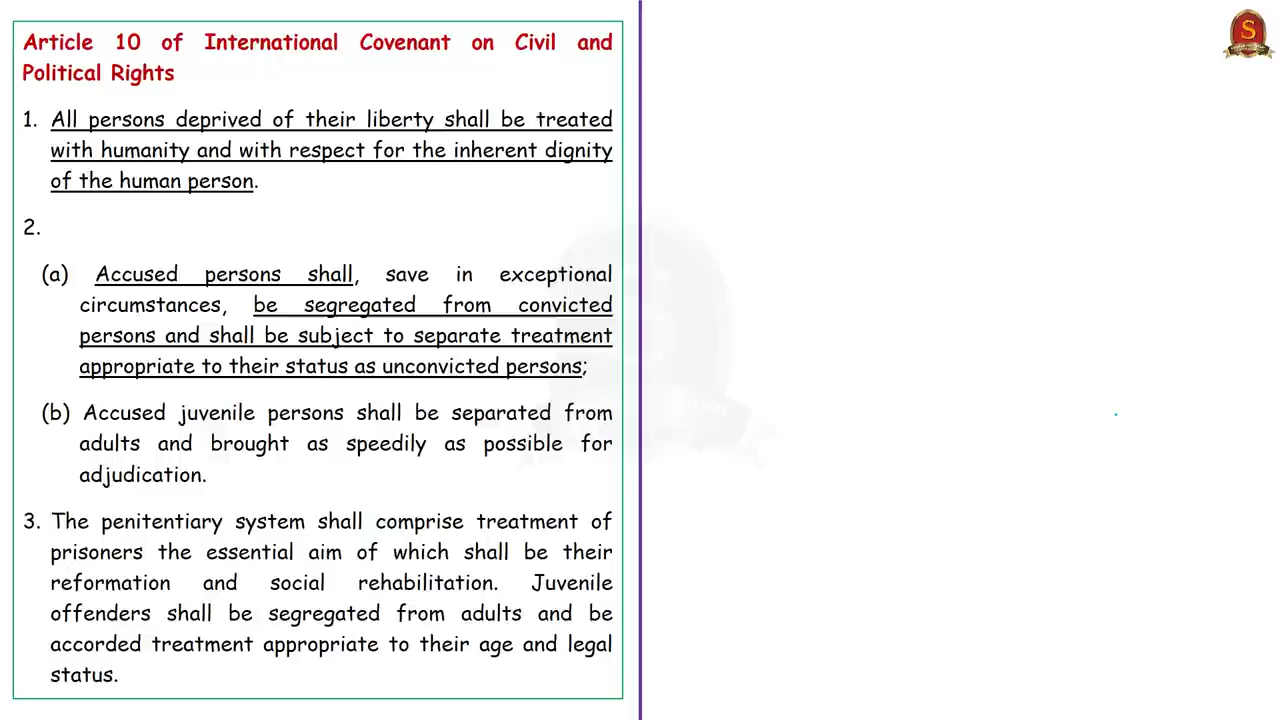 Article 10 of International Covenant on Civil and
Political Rights
1. All persons deprived of their liberty shall be treated
with humanity and with respect for the inherent dignity
of the human person.
2.
(a) Accused persons shall, save in exceptional
circumstances, be segregated from convicted
persons and shall be subject to separate treatment
appropriate to their status as unconvicted persons;
(b) Accused juvenile persons shall be separated from
adults and brought as speedily as possible for
adjudication.
3. The penitentiary system shall comprise treatment of
prisoners the essential aim of which shall be their
reformation and social rehabilitation. Juvenile
offenders shall be segregated from adults and be
accorded treatment appropriate to their age and legal
status.
S